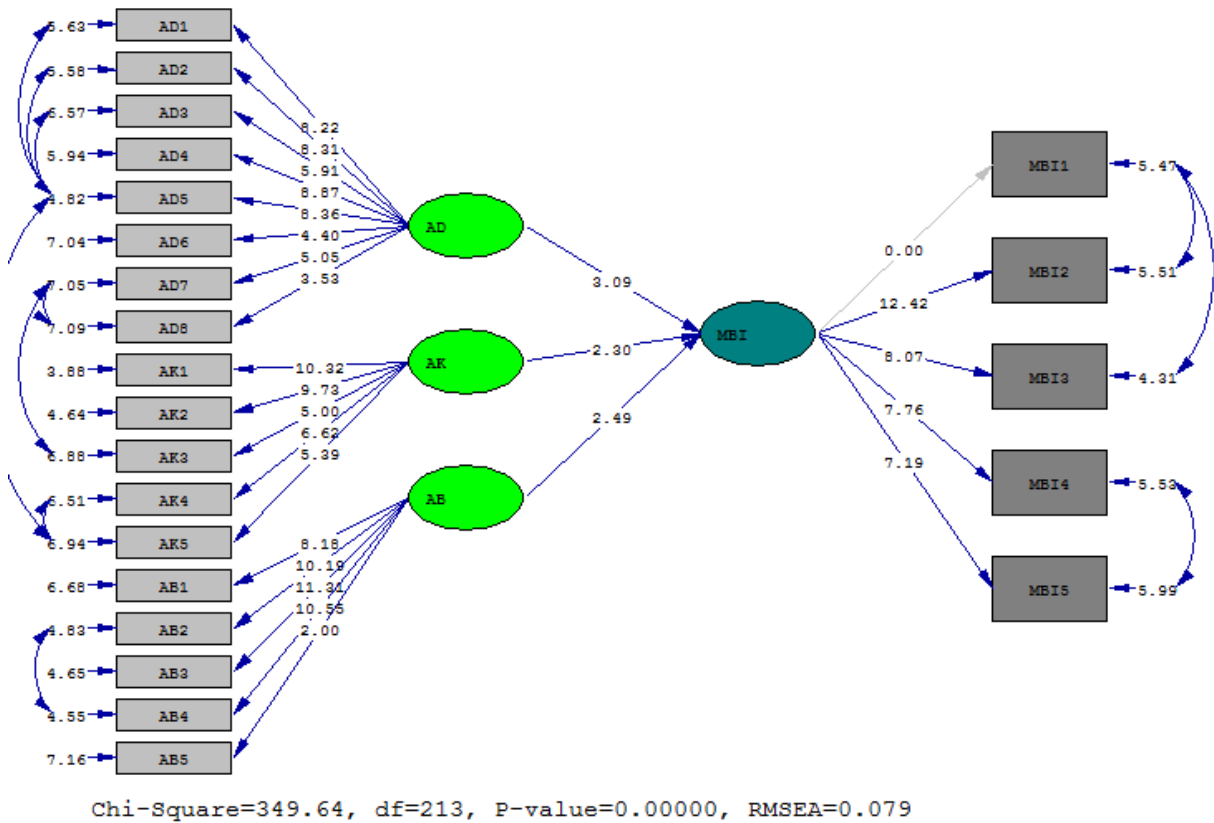 5.63 AD1
5.58 AD2
6.57 AD3
5.94 AD4
4.82 AD5
7.04 AD6
7.05 AD7
7.09 AD8
3.88 AK1
4.64 AK2
6.88 AK3
6.51 AK4
6.94 AK5
6.68 AB1
4.83 AB2
4.65 AB3
4.55 AB4
7.16 AB5
8.22
8.31
5.91
8.87
8.36
4.40
5.05
3.53
10.32
9.73
5.00
6.62
5.39
8.18
10.19
11.31
10.55
2.00
AD
AK
AB
3.09
2.30
2.49
MBI
0.00
12.42
8.07
7.76
7.19
MBI1 5.47
MBI2 5.51
MBI3 4.31
MBI4 5.53
MBI5 5.99
Chi-Square=349.64, df=213, P-value=0.00000, RMSEA=0.079